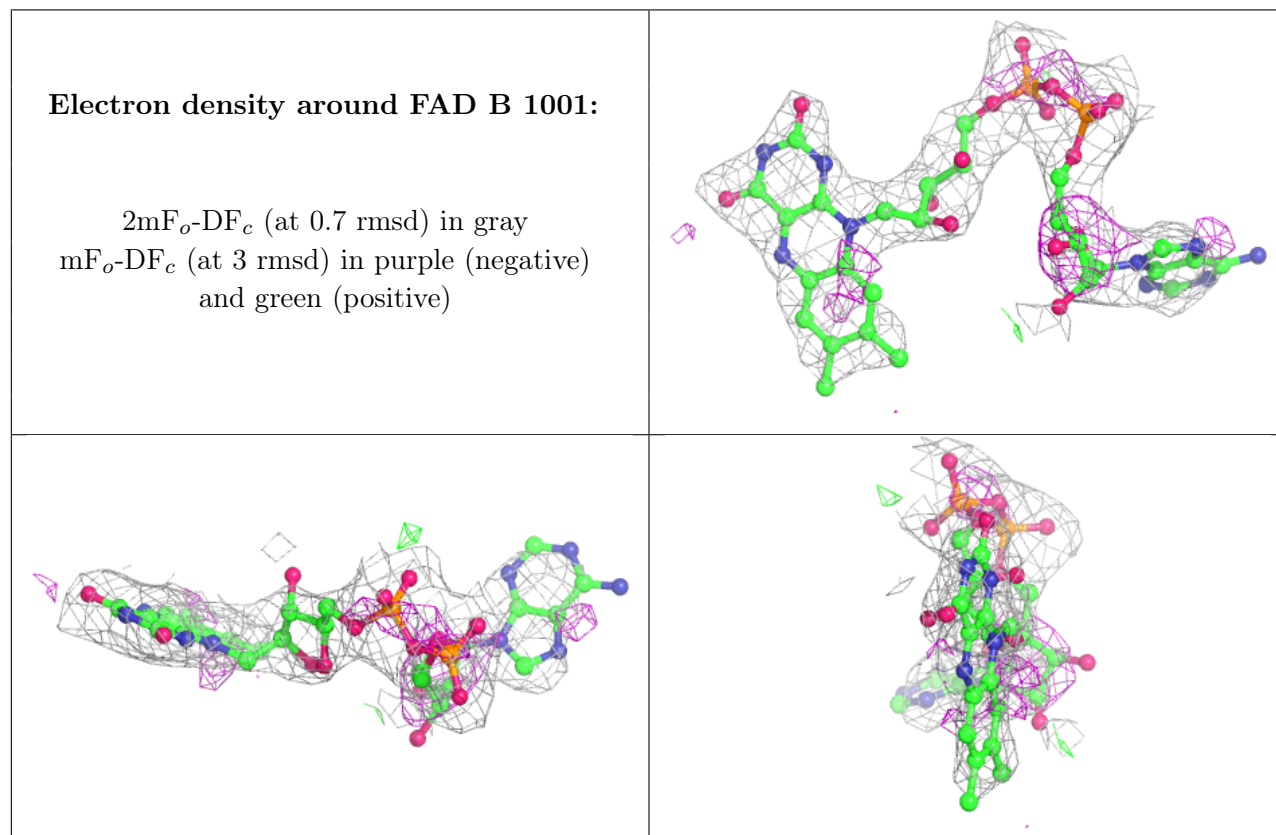 Electron density around FAD B 1001:
2mFo-DFc (at 0.7 rmsd) in gray
mFo-DFc (at 3 rmsd) in purple (negative)
and green (positive)